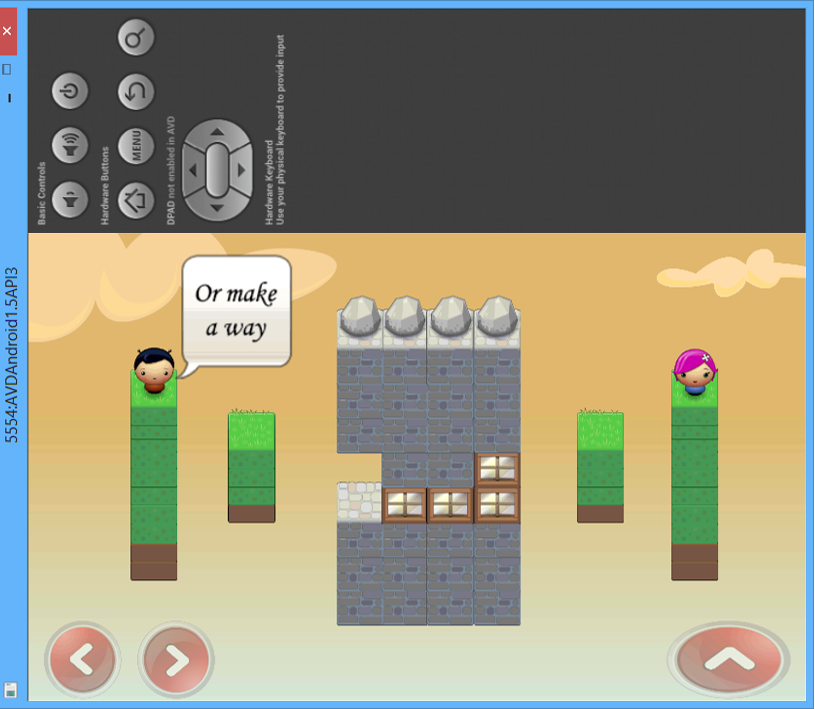 5554:AVDAndroid1.5API3
Basic Controls
Hardware Buttons
MENU
DPAD not enabled in AVD
Hardware Keyboard
Use your physical keyboard to provide input
Or make
a way